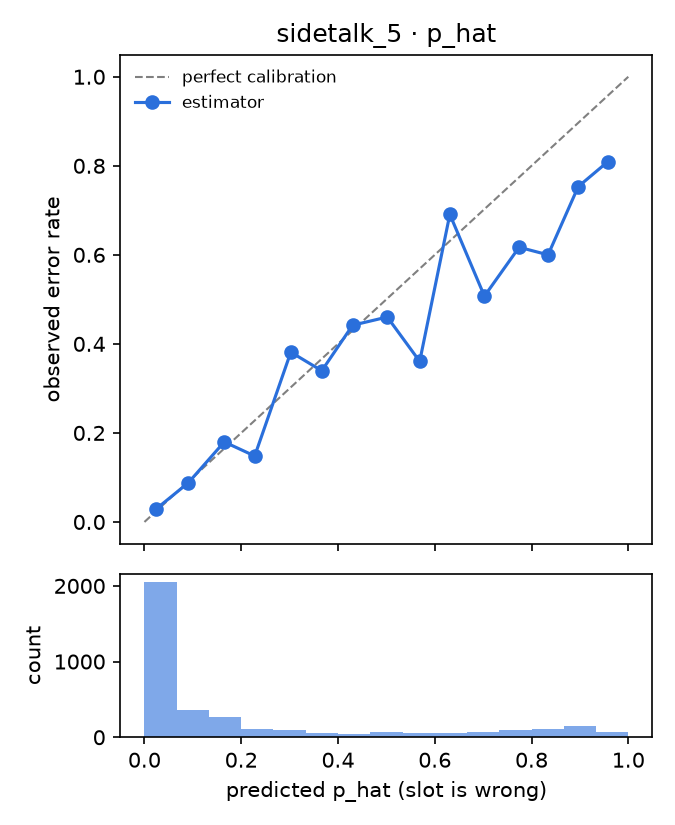 sidetalk_5 · p_hat
perfect calibration
estimator
observed error rate
1.0
0.8
0.6
0.4
0.2
0.0
count
2000
1000
0
0.0 0.2 0.4 0.6 0.8 1.0
predicted p_hat (slot is wrong)